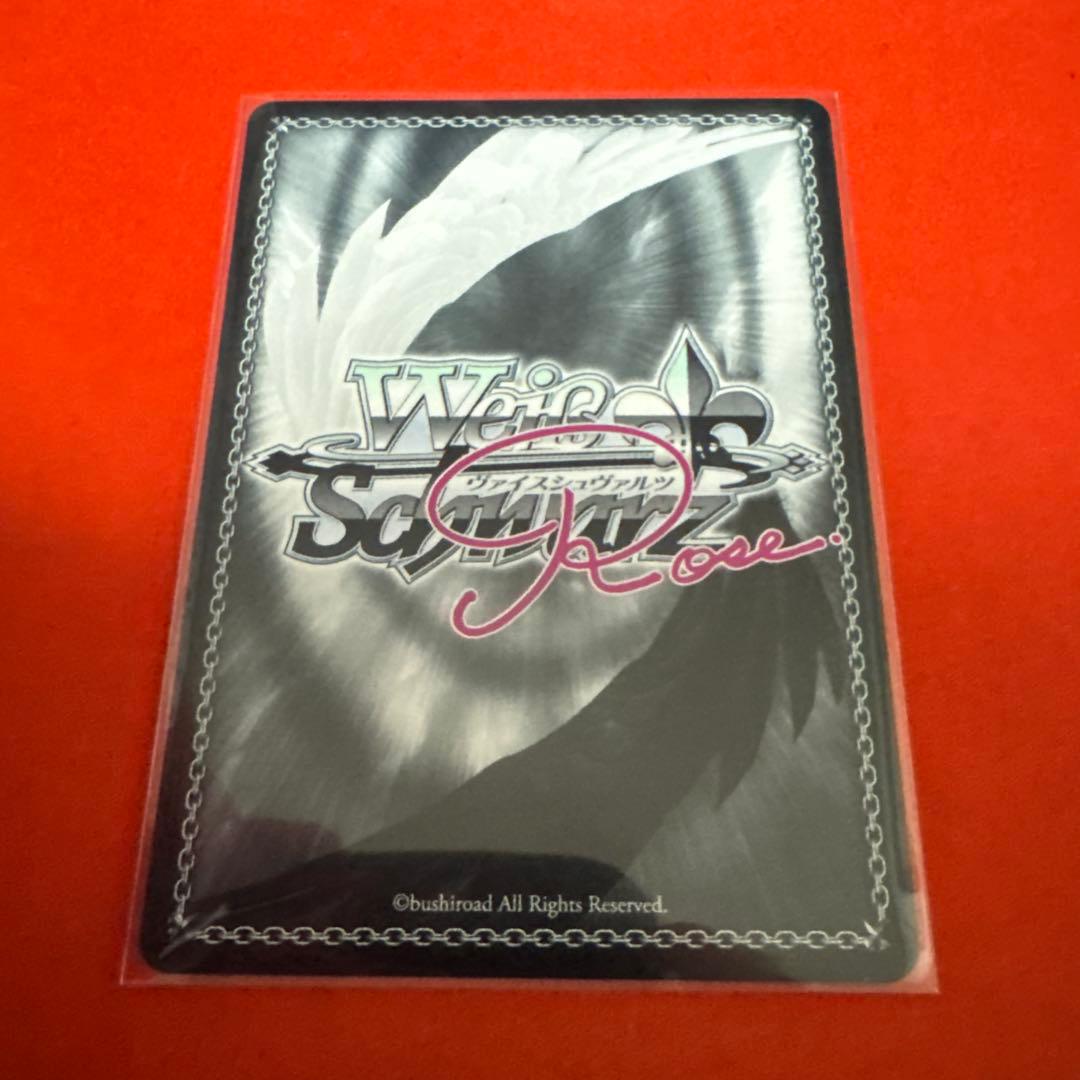 Weiß
ヴァイスシュヴァルツ
Schwarz
Rose.
©bushiroad All Rights Reserved.